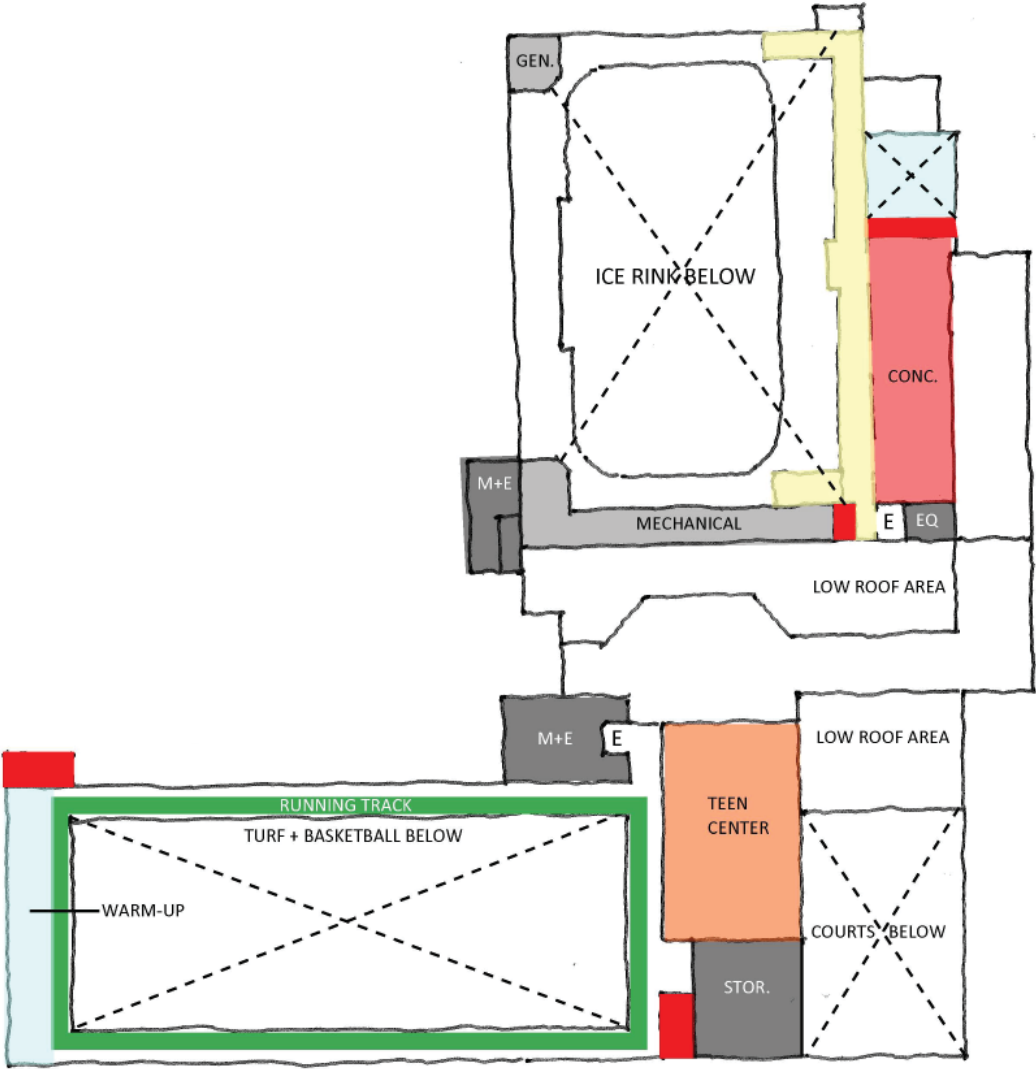 GEN.
ICE RINK BELOW
CONC.
M+E
MECHANICAL
E
EQ
LOW ROOF AREA
M+E
E
LOW ROOF AREA
RUNNING TRACK
TEEN
CENTER
TURF + BASKETBALL BELOW
WARM-UP
COURTS BELOW
STOR.